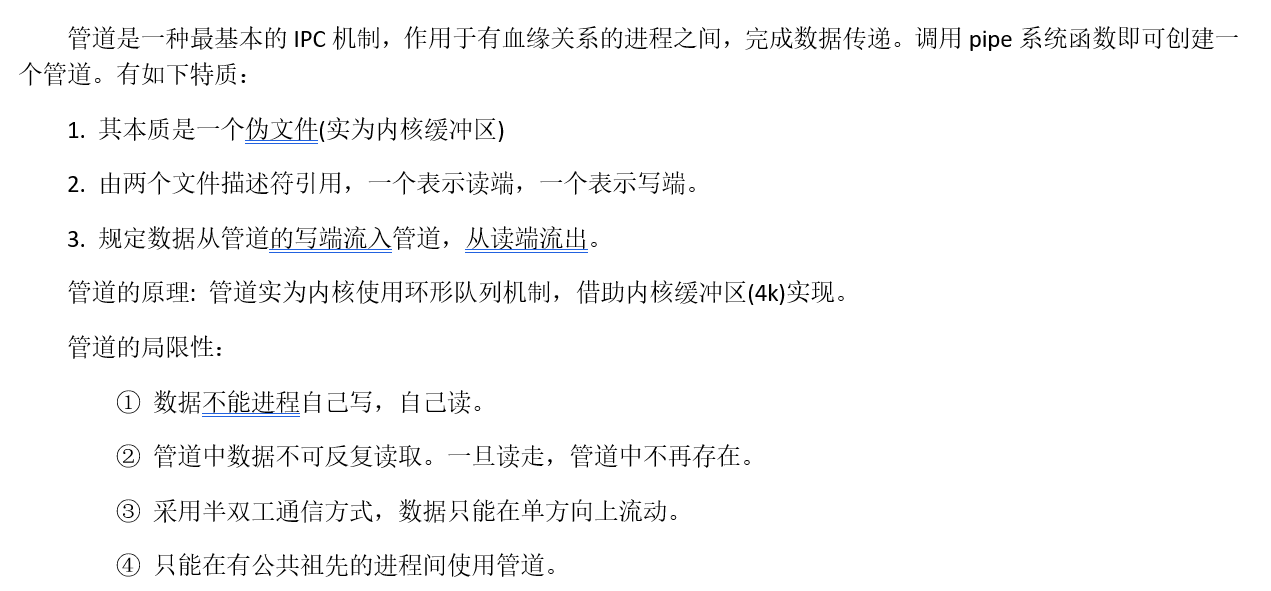 管道是一种最基本的 IPC 机制，作用于有血缘关系的进程之间，完成数据传递。调用 pipe 系统函数即可创建一
个管道。有如下特质：
1. 其本质是一个伪文件(实为内核缓冲区)
2. 由两个文件描述符引用，一个表示读端，一个表示写端。
3. 规定数据从管道的写端流入管道，从读端流出。
管道的原理: 管道实为内核使用环形队列机制，借助内核缓冲区(4k)实现。
管道的局限性：
① 数据不能进程自己写，自己读。
② 管道中数据不可反复读取。一旦读走，管道中不再存在。
③ 采用半双工通信方式，数据只能在单方向上流动。
④ 只能在有公共祖先的进程间使用管道。